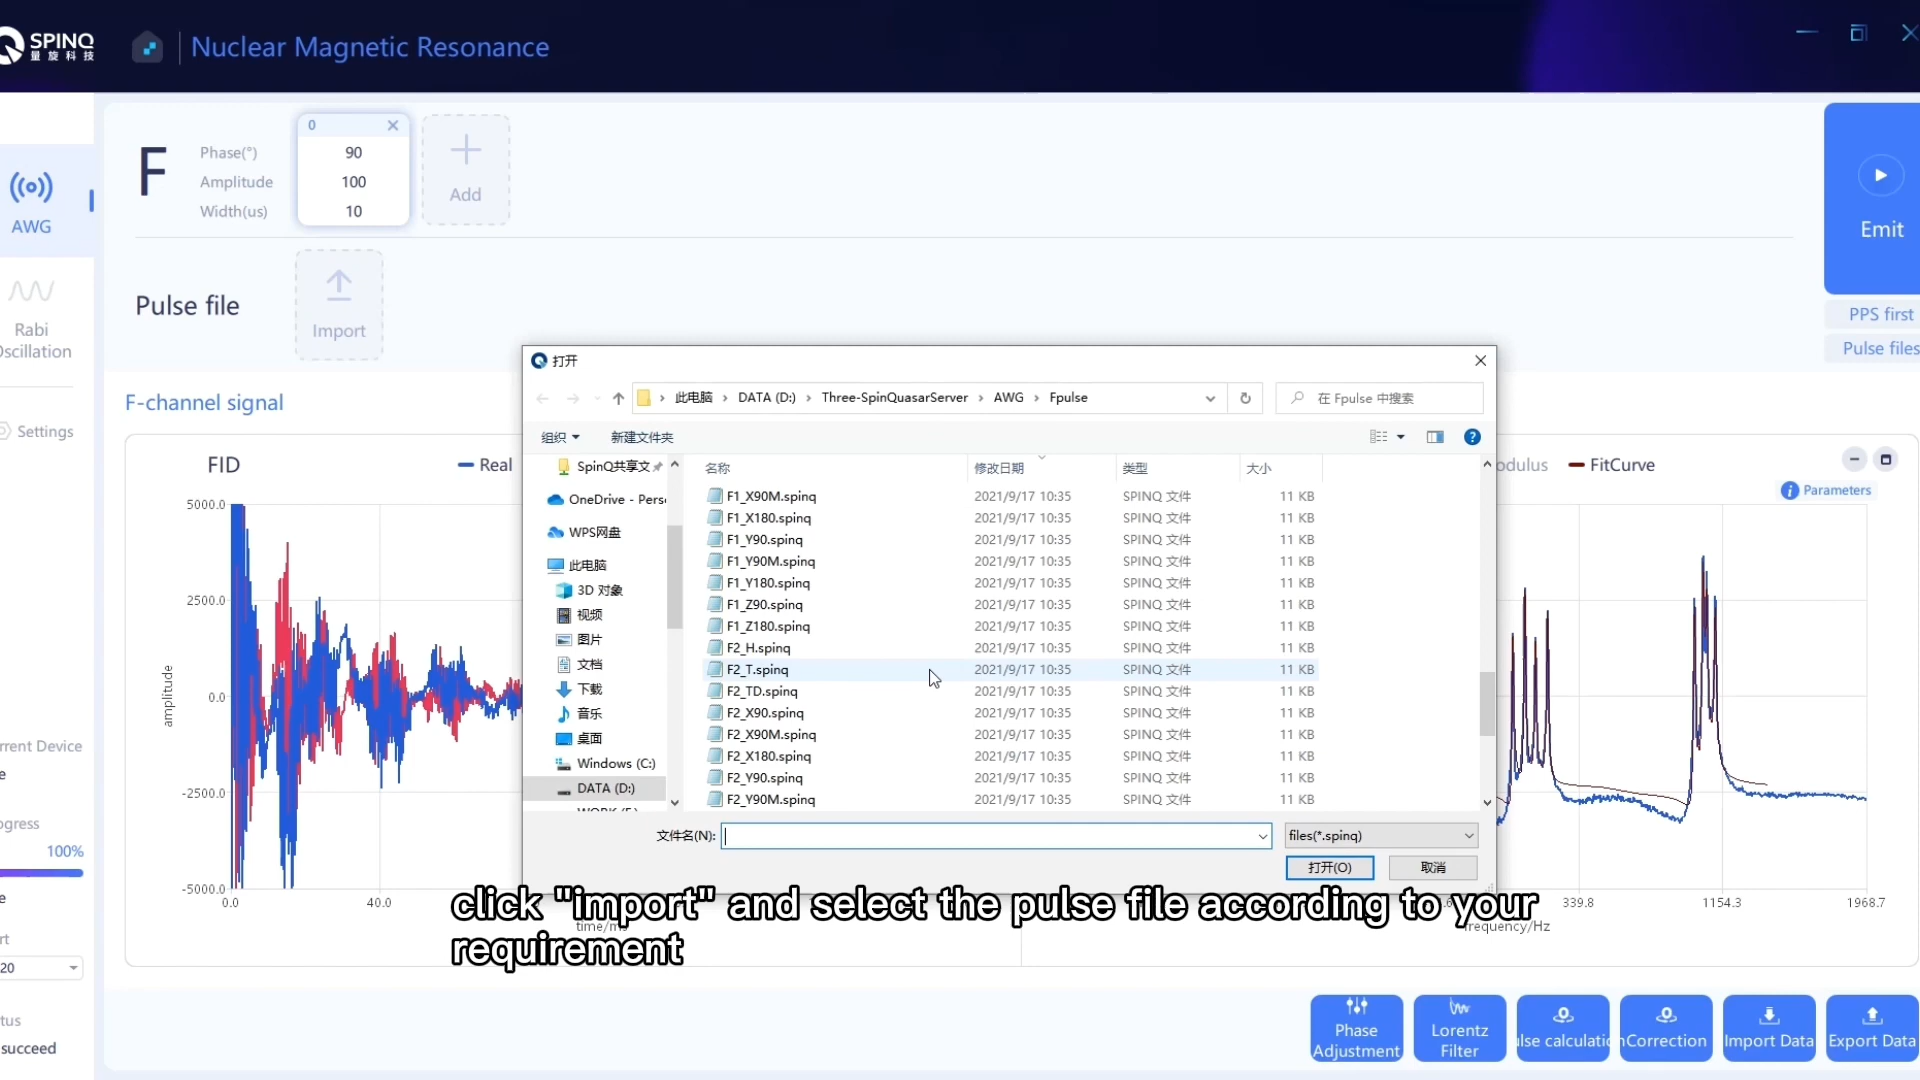 SPINQ
量旋科技
Nuclear Magnetic Resonance
AWG
Rabi
Oscillation
Settings
rrent Device
e
ogress
100%
e
rt
20
tus
succeed
F
Phase(°)
Amplitude
Width(us)
0
90
100
10
Add
Pulse file
Import
Emit
PPS first
Pulse files
F-channel signal
FID
Real
5000.0
2500.0
0.0
-2500.0
-5000.0
amplitude
0.0
40.0
time/ms
odulus
FitCurve
Parameters
339.8
1154.3
1968.7
frequency/Hz
打开
此电脑 › DATA (D:) › Three-SpinQuasarServer › AWG › Fpulse
在 Fpulse 中搜索
组织
新建文件夹
SpinQ共享文
OneDrive - Pers
WPS网盘
此电脑
3D 对象
视频
图片
文档
下载
音乐
桌面
Windows (C:)
DATA (D:)
名称 修改日期 类型 大小
F1_X90M.spinq 2021/9/17 10:35 SPINQ 文件 11 KB
F1_X180.spinq 2021/9/17 10:35 SPINQ 文件 11 KB
F1_Y90.spinq 2021/9/17 10:35 SPINQ 文件 11 KB
F1_Y90M.spinq 2021/9/17 10:35 SPINQ 文件 11 KB
F1_Y180.spinq 2021/9/17 10:35 SPINQ 文件 11 KB
F1_Z90.spinq 2021/9/17 10:35 SPINQ 文件 11 KB
F1_Z180.spinq 2021/9/17 10:35 SPINQ 文件 11 KB
F2_H.spinq 2021/9/17 10:35 SPINQ 文件 11 KB
F2_T.spinq 2021/9/17 10:35 SPINQ 文件 11 KB
F2_TD.spinq 2021/9/17 10:35 SPINQ 文件 11 KB
F2_X90.spinq 2021/9/17 10:35 SPINQ 文件 11 KB
F2_X90M.spinq 2021/9/17 10:35 SPINQ 文件 11 KB
F2_X180.spinq 2021/9/17 10:35 SPINQ 文件 11 KB
F2_Y90.spinq 2021/9/17 10:35 SPINQ 文件 11 KB
F2_Y90M.spinq 2021/9/17 10:35 SPINQ 文件 11 KB
文件名(N):
files(*.spinq)
打开(O)
取消
click "import" and select the pulse file according to your
requirement
Phase
Adjustment
Lorentz
Filter
ulse calculatio
nCorrection
Import Data
Export Data